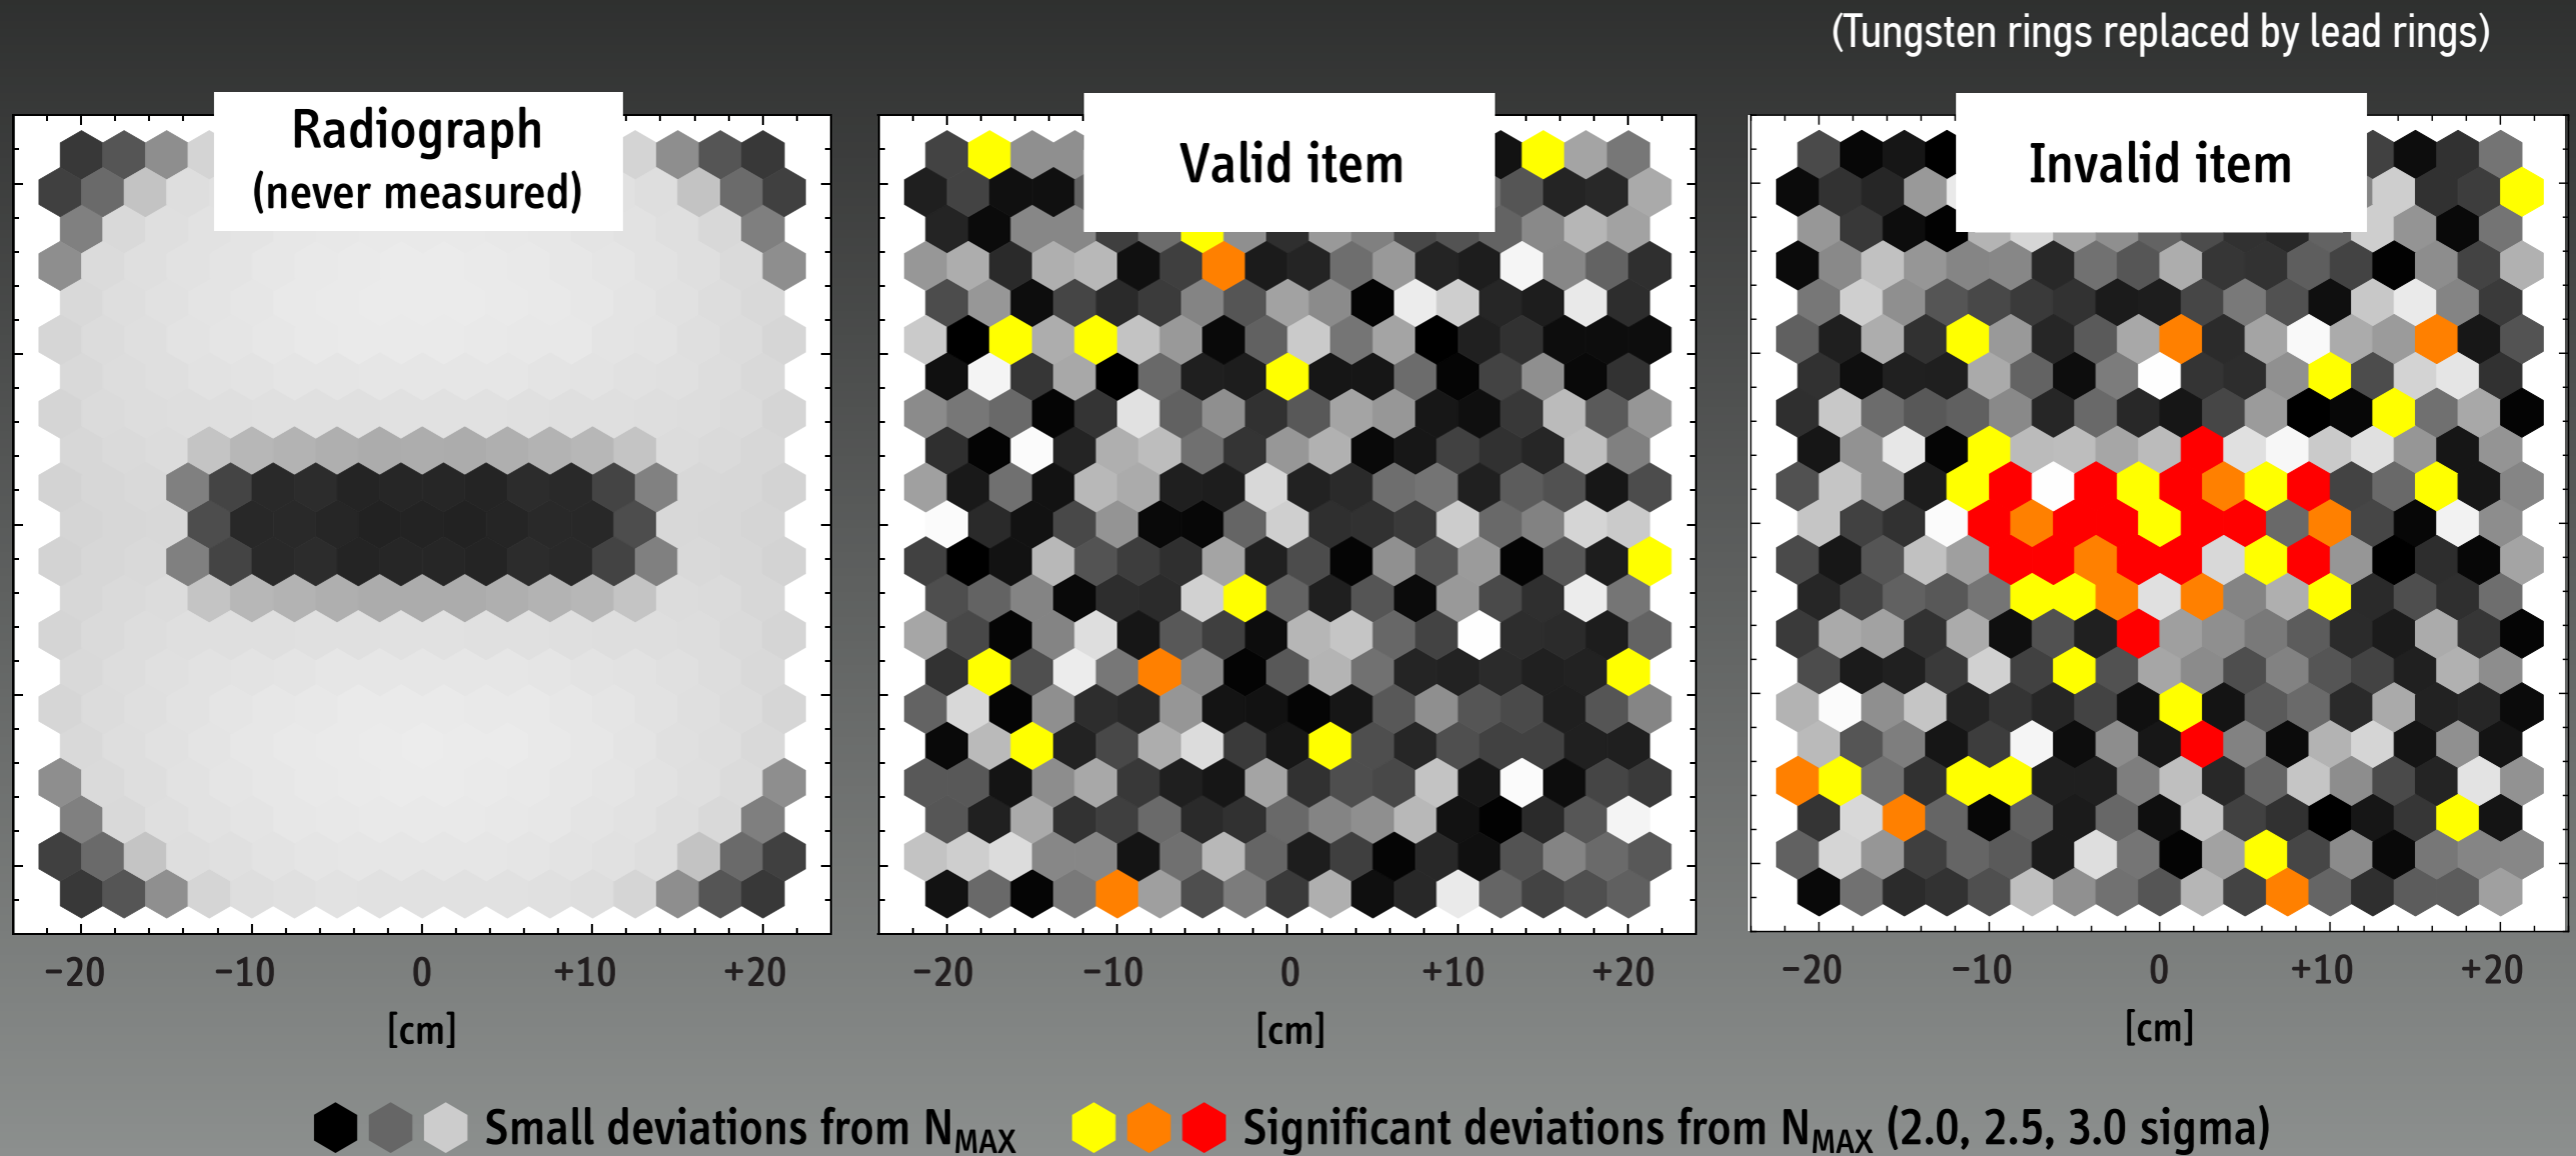 (Tungsten rings replaced by lead rings)
Radiograph
(never measured)
Valid item
Invalid item
−20 −10 0 +10 +20
[cm]
−20 −10 0 +10 +20
[cm]
−20 −10 0 +10 +20
[cm]
Small deviations from NMAX
Significant deviations from NMAX (2.0, 2.5, 3.0 sigma)